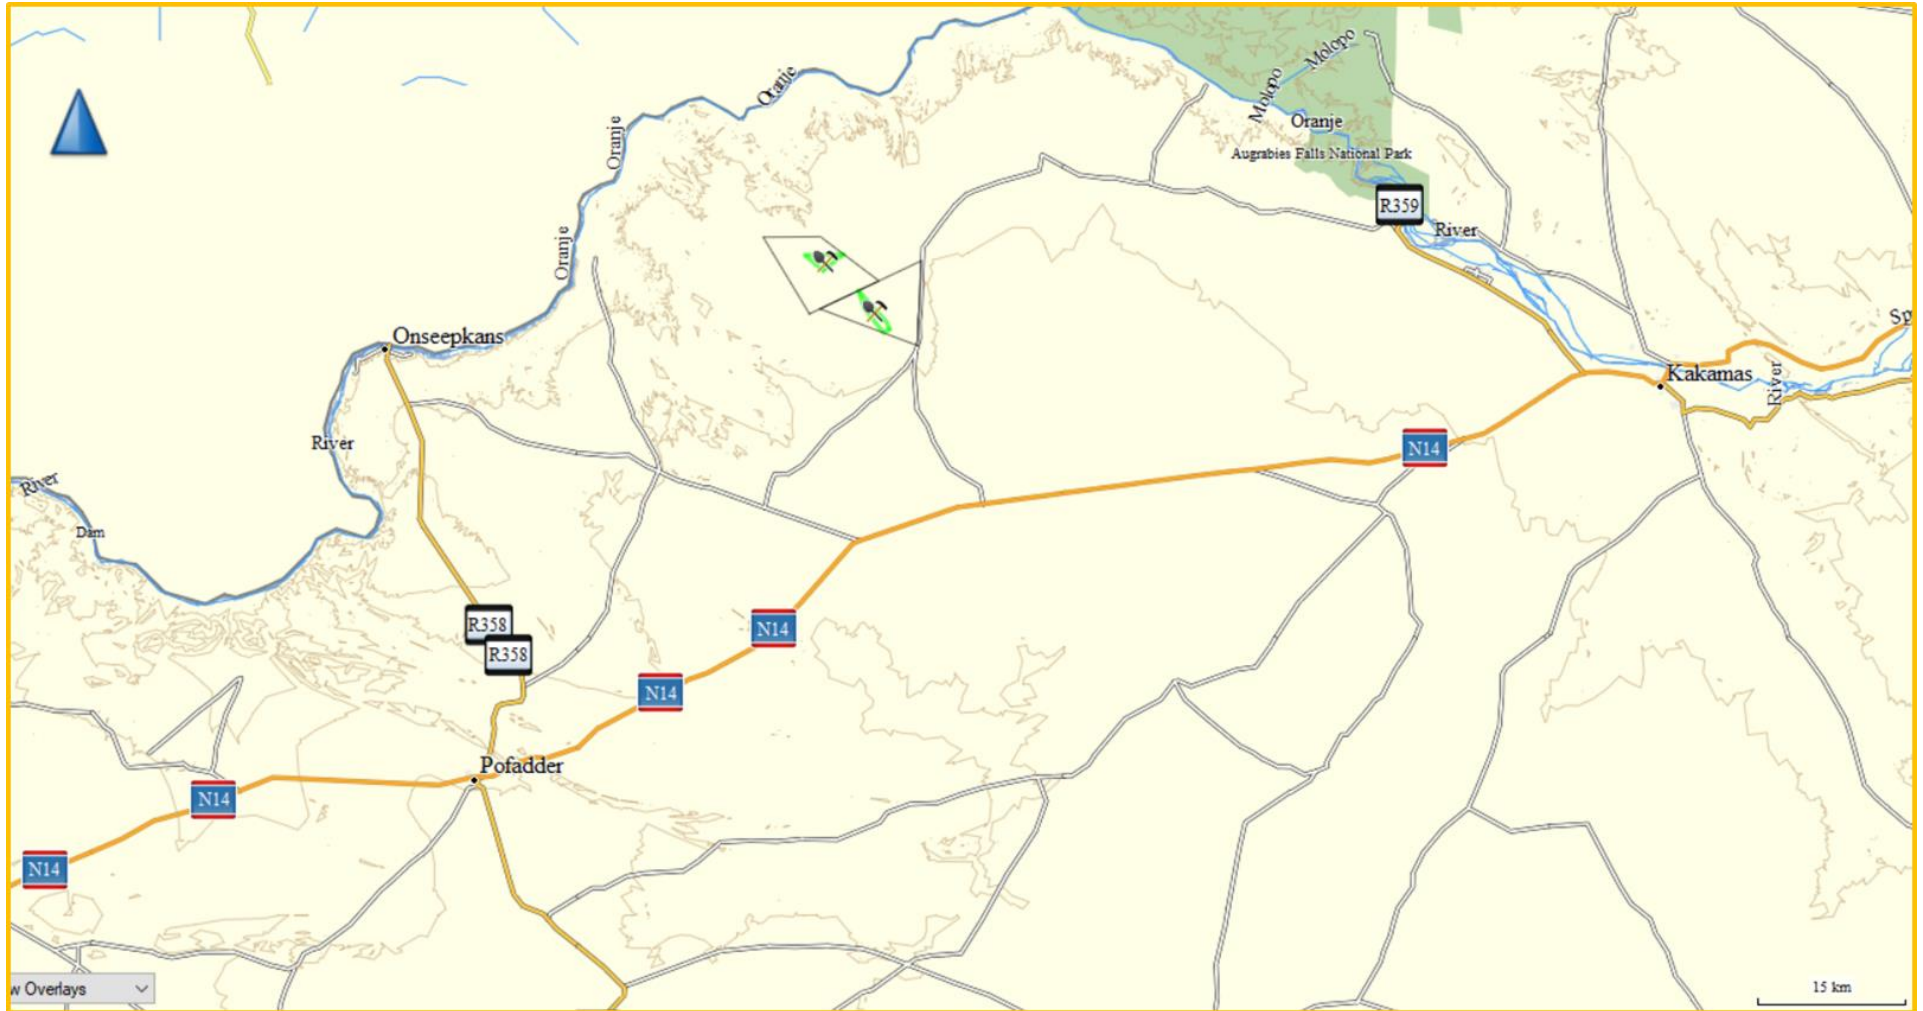 Molopo
Molopo
Oranje
Oranje
Augrabies Falls National Park
Oranje
R359
River
Oranje
Sp
Onseepkans
Kakamas
River
River
N14
River
Dam
R358
N14
R358
N14
Pofadder
N14
N14
w Overlays
15 km